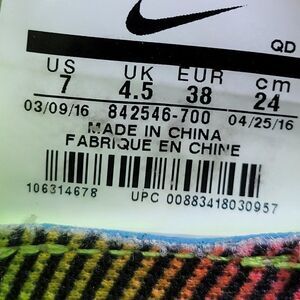 QD
US UK EUR cm
7 4.5 38 24
03/09/16 842546-700 04/25/16
MADE IN CHINA
FABRIQUE EN CHINE
106314678 UPC 00883418030957